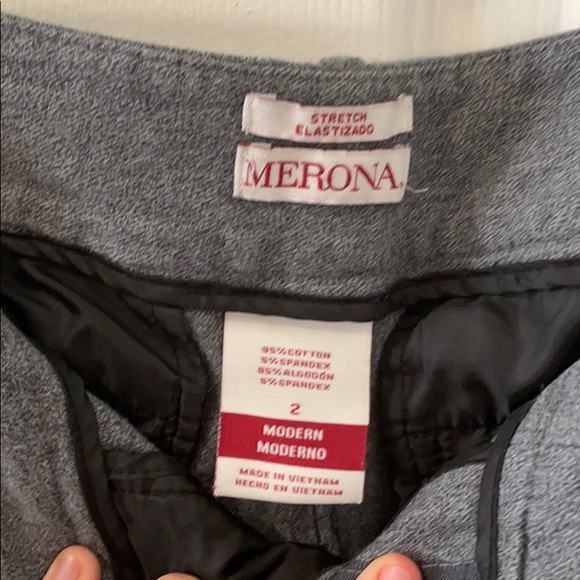 STRETCH
ELASTIZADO
MERONA.
95% COTTON
5% SPANDEX
95% ALGODÓN
5% SPANDEX
2
MODERN
MODERNO
MADE IN VIETNAM
HECHO EN VIETNAM